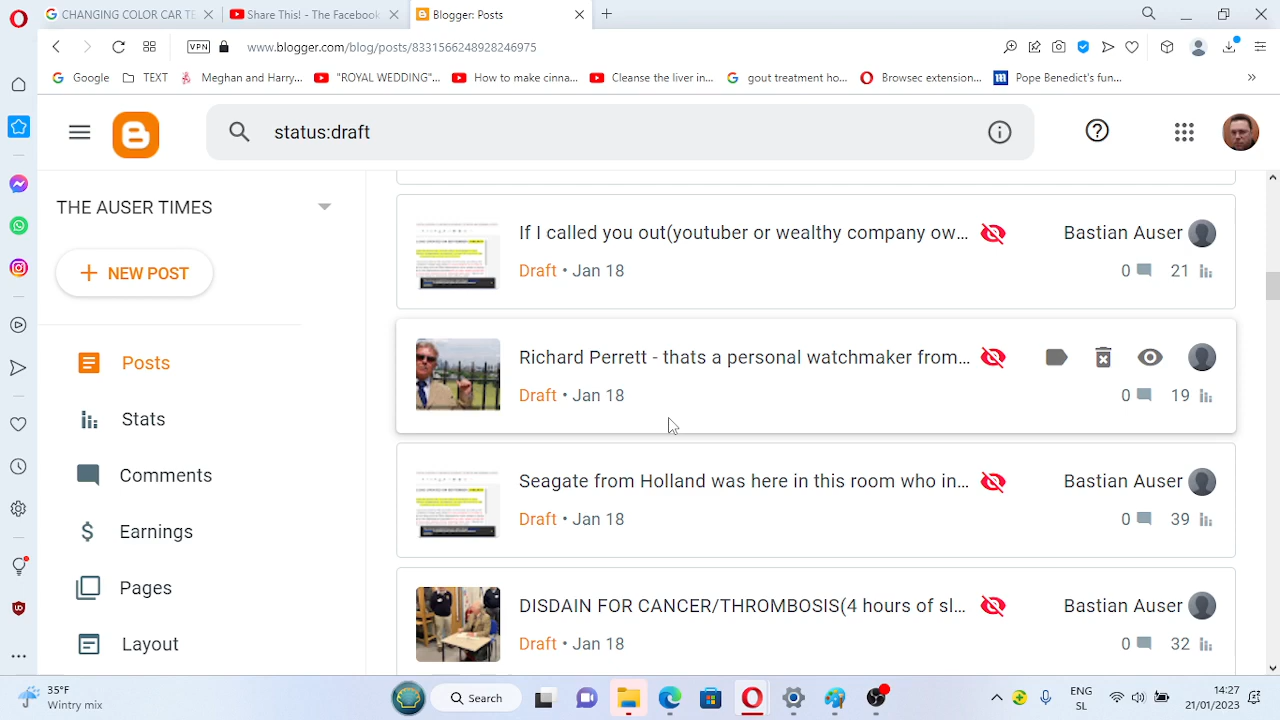 CHANGING COLOR CAR TE
Share This! - The Facebook
Blogger: Posts
VPN
www.blogger.com/blog/posts/8331566248928246975
Google
TEXT
Meghan and Harry...
"ROYAL WEDDING"...
How to make cinna...
Cleanse the liver in...
gout treatment ho...
Browsec extension...
Pope Benedict's fun...
status:draft
THE AUSER TIMES
NEW POST
Posts
Stats
Comments
Earnings
Pages
Layout
If I called you out(youtuber or wealthy company ow...
Bastian Auser
Draft • Jan 18
0
21
Richard Perrett - thats a personal watchmaker from...
Draft • Jan 18
0
19
Seagate from Holland was here in this room who in...
Bastian Auser
Draft • Jan 18
0
39
DISDAIN FOR CANCER/THROMBOSIS(4 hours of sl...
Bastian Auser
Draft • Jan 18
0
32
35°F
Wintry mix
Search
ENG
SL
14:27
21/01/2023